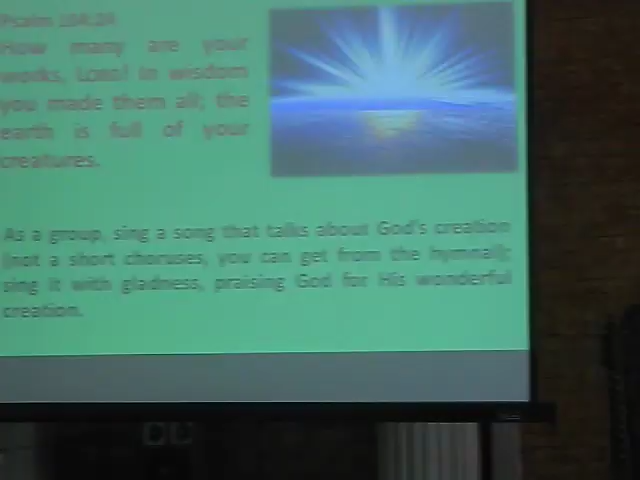 Psalm 104:24
How many are your
works, LORD! In wisdom
you made them all; the
earth is full of your
creatures.
As a group, sing a song that talks about God's creation
(not a short choruses, you can get from the hymnal);
sing it with gladness, praising God for His wonderful
creation.